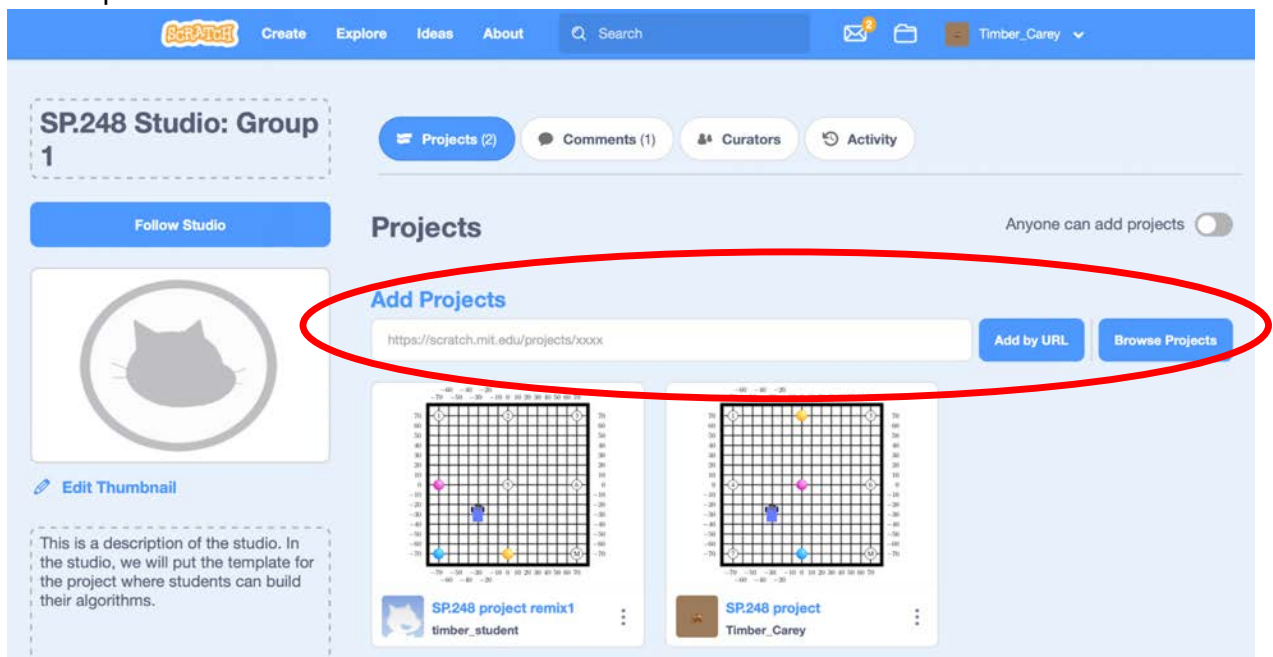 SCRATCH Create Explore Ideas About Search 2 Timber_Carey
SP.248 Studio: Group
1
Projects (2) Comments (1) Curators Activity
Follow Studio
Projects
Anyone can add projects
Add Projects
https://scratch.mit.edu/projects/xxxx
Add by URL
Browse Projects
Edit Thumbnail
This is a description of the studio. In
the studio, we will put the template for
the project where students can build
their algorithms.
SP.248 project remix1
timber_student
SP.248 project
Timber_Carey